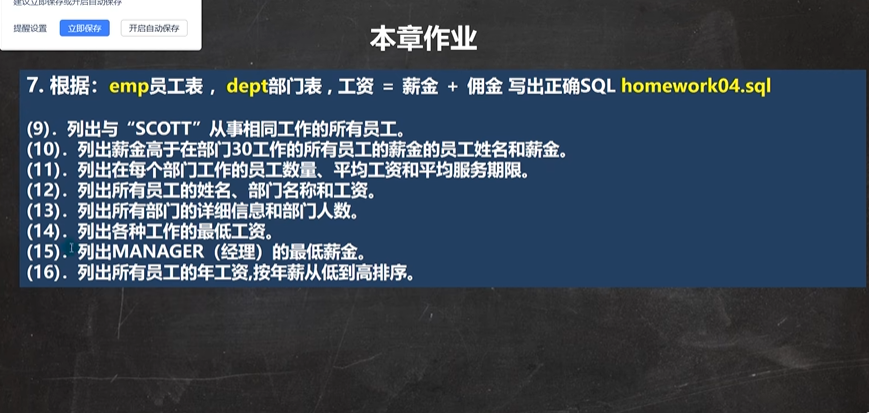 建议立即保存或开启自动保存
提醒设置 立即保存 开启自动保存
本章作业
7. 根据：emp员工表 ，dept部门表 , 工资 = 薪金 + 佣金 写出正确SQL homework04.sql
(9)．列出与“SCOTT”从事相同工作的所有员工。
(10)．列出薪金高于在部门30工作的所有员工的薪金的员工姓名和薪金。
(11)．列出在每个部门工作的员工数量、平均工资和平均服务期限。
(12)．列出所有员工的姓名、部门名称和工资。
(13)．列出所有部门的详细信息和部门人数。
(14)．列出各种工作的最低工资。
(15)．列出MANAGER（经理）的最低薪金。
(16)．列出所有员工的年工资,按年薪从低到高排序。